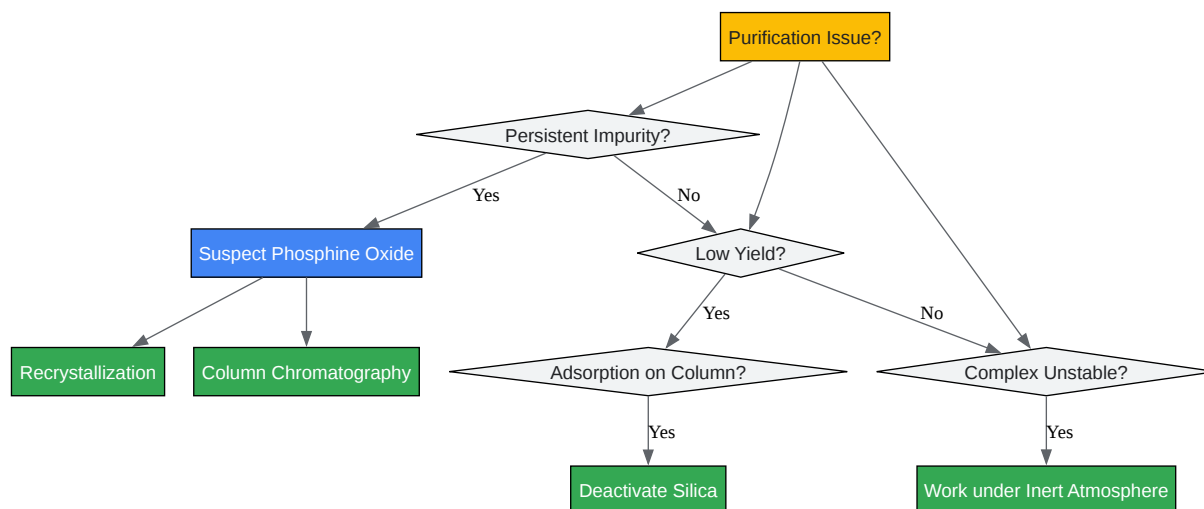 Purification Issue?
Persistent Impurity?
Yes
No
Suspect Phosphine Oxide
Low Yield?
Yes
No
Recrystallization
Column Chromatography
Adsorption on Column?
Complex Unstable?
Yes
Yes
Deactivate Silica
Work under Inert Atmosphere